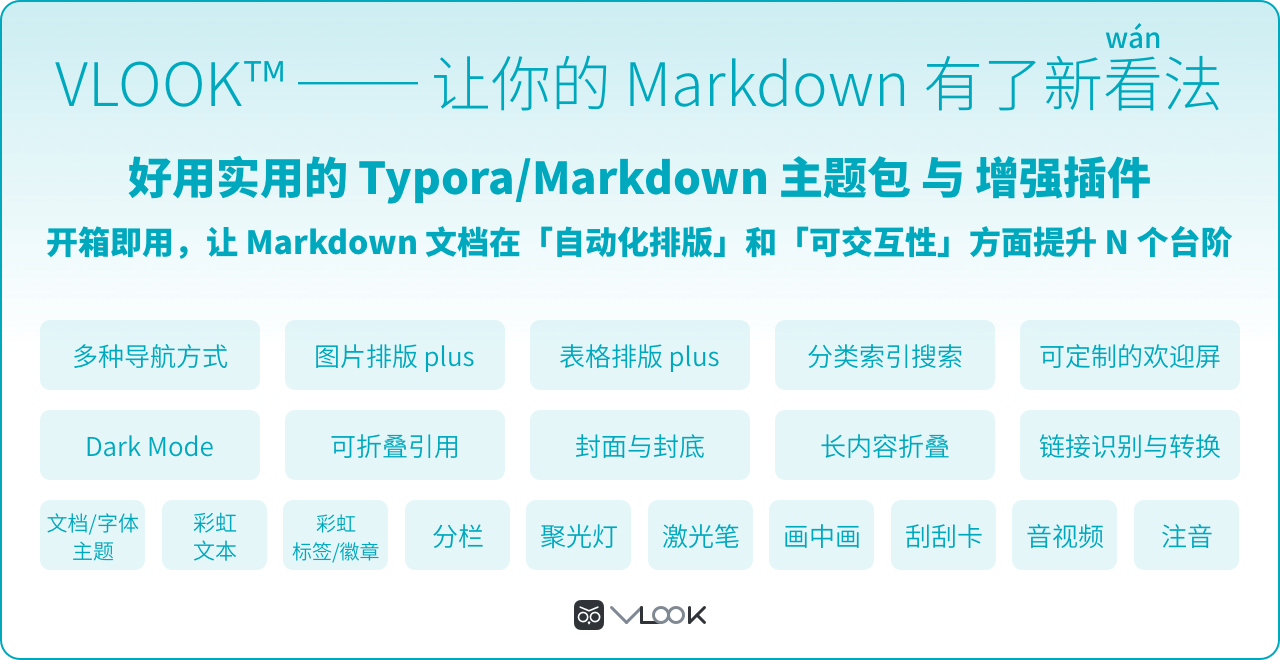 wán
VLOOK™ —— 让你的 Markdown 有了新看法
好用实用的 Typora/Markdown 主题包 与 增强插件
开箱即用，让 Markdown 文档在「自动化排版」和「可交互性」方面提升 N 个台阶
多种导航方式
图片排版 plus
表格排版 plus
分类索引搜索
可定制的欢迎屏
Dark Mode
可折叠引用
封面与封底
长内容折叠
链接识别与转换
文档/字体
主题
彩虹
文本
彩虹
标签/徽章
分栏
聚光灯
激光笔
画中画
刮刮卡
音视频
注音
VLOOK